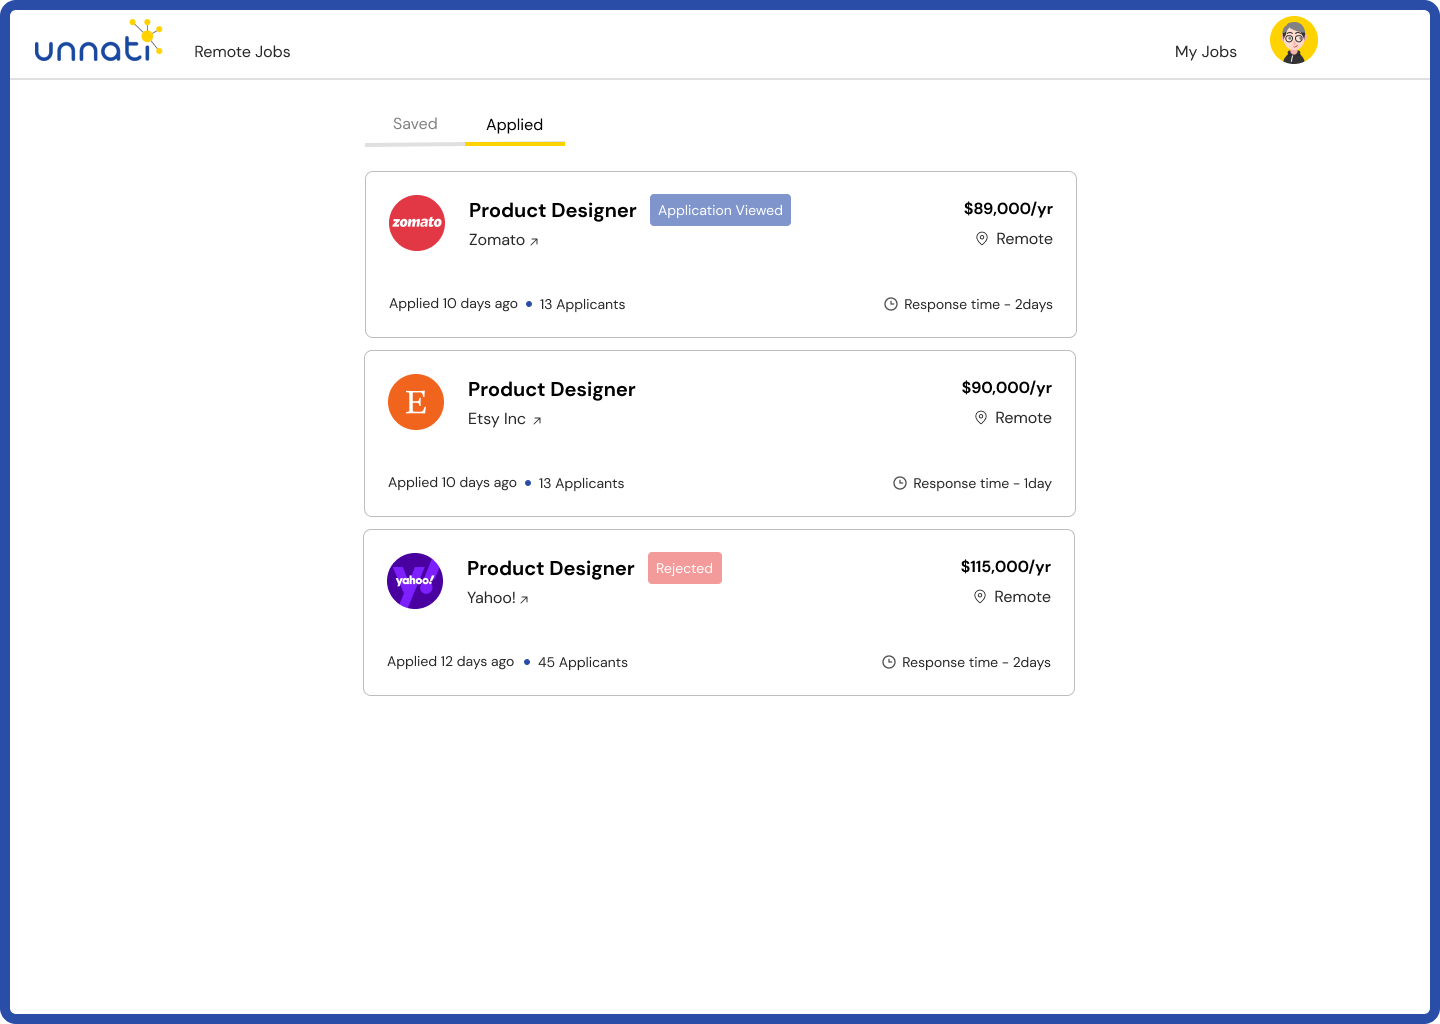 unnati
Remote Jobs
My Jobs
Saved
Applied
zomato
Product Designer
Application Viewed
$89,000/yr
Zomato ↗
Remote
Applied 10 days ago • 13 Applicants
Response time - 2days
E
Product Designer
$90,000/yr
Etsy Inc ↗
Remote
Applied 10 days ago • 13 Applicants
Response time - 1day
yahoo!
Product Designer
Rejected
$115,000/yr
Yahoo! ↗
Remote
Applied 12 days ago • 45 Applicants
Response time - 2days